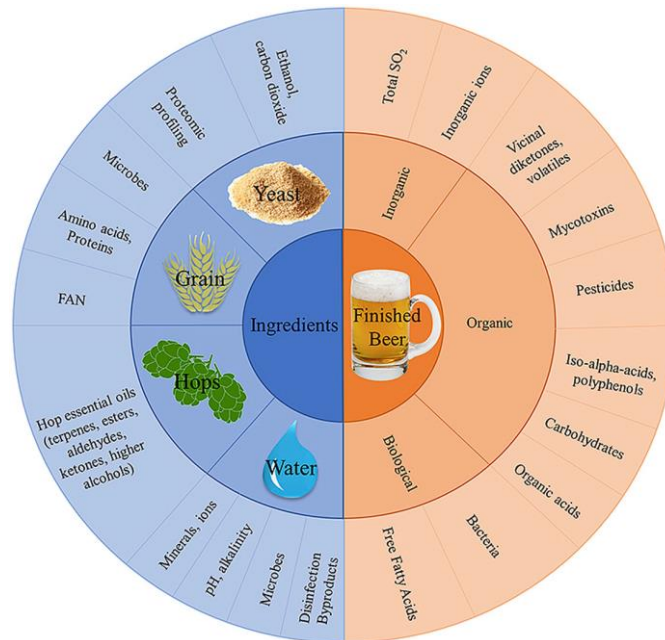 Ingredients
Yeast
Ethanol,
carbon dioxide
Proteomic
profiling
Grain
Microbes
Amino acids,
Proteins
FAN
Hops
Hop essential oils
(terpenes, esters,
aldehydes,
ketones, higher
alcohols)
Water
Minerals, ions
pH, alkalinity
Microbes
Disinfection
Byproducts
Finished
Beer
Inorganic
Total SO₂
Inorganic ions
Organic
Vicinal
diketones,
volatiles
Mycotoxins
Pesticides
Iso-alpha-acids,
polyphenols
Carbohydrates
Organic acids
Biological
Bacteria
Free Fatty Acids